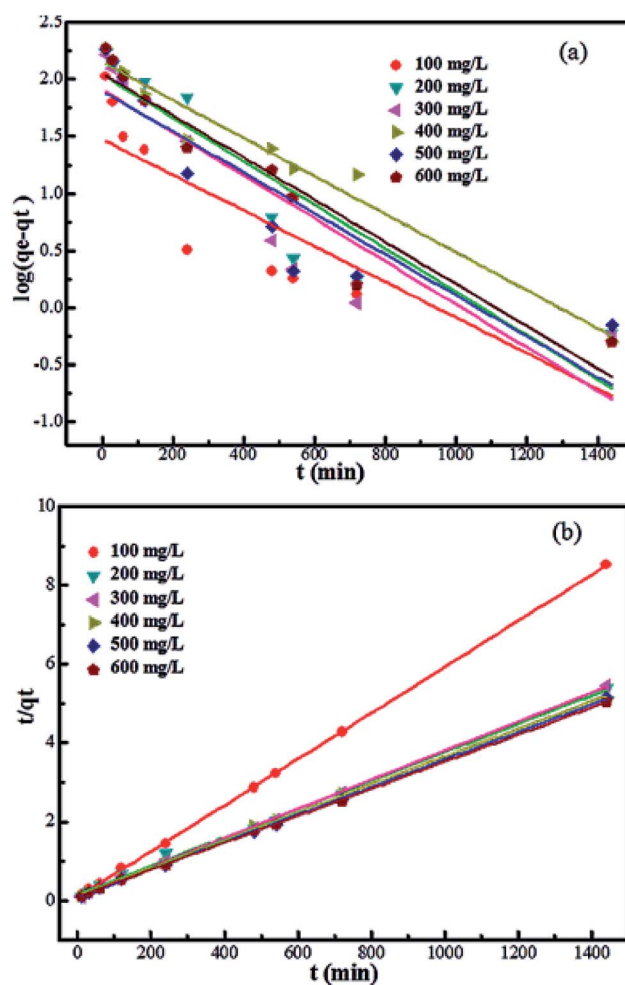 2.5
(a)
2.0
100 mg/L
200 mg/L
1.5
300 mg/L
400 mg/L
1.0
500 mg/L
600 mg/L
0.5
0.0
-0.5
-1.0
log(qe-qt)
0 200 400 600 800 1000 1200 1400
t (min)
10
(b)
100 mg/L
8
200 mg/L
300 mg/L
6
400 mg/L
500 mg/L
600 mg/L
4
2
0
t/qt
0 200 400 600 800 1000 1200 1400
t (min)